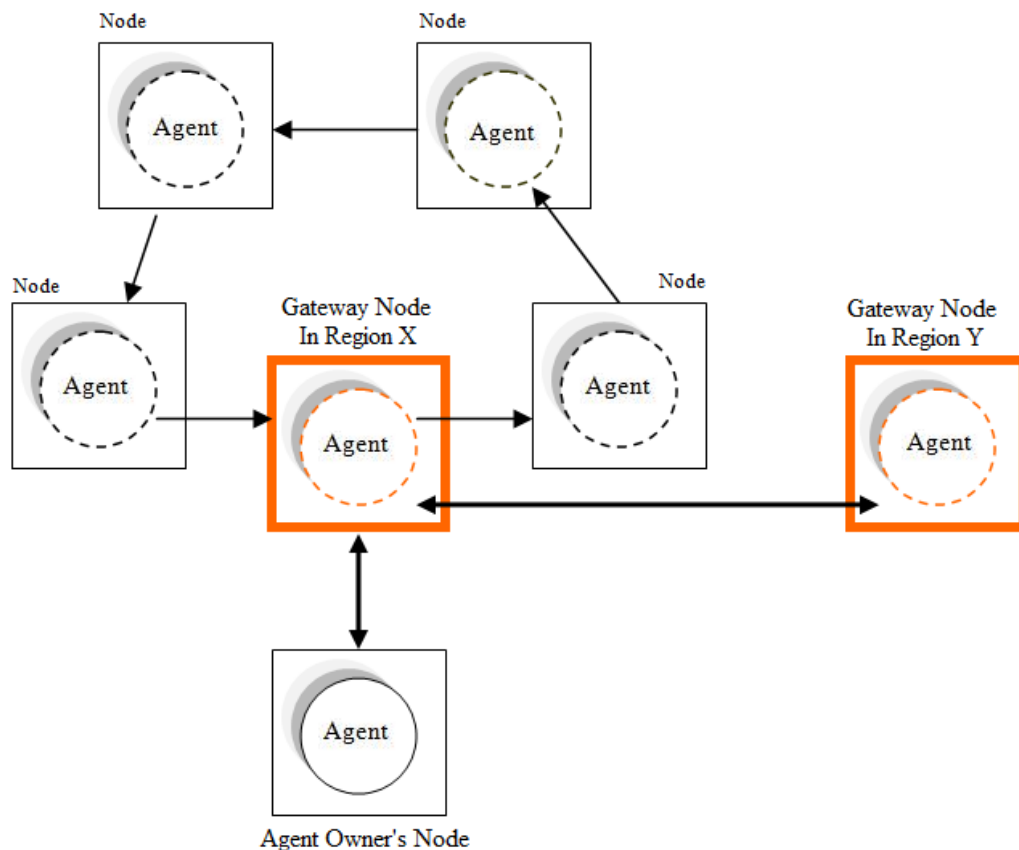 Node
Node
Agent
Agent
Node
Node
Gateway Node
In Region X
Gateway Node
In Region Y
Agent
Agent
Agent
Agent
Agent
Agent Owner's Node